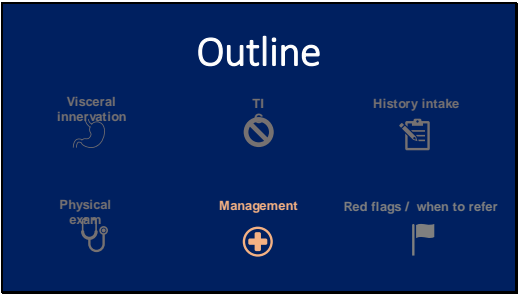 Outline
Visceral
innervation
TI
History intake
Physical
exam
Management
Red flags / when to refer